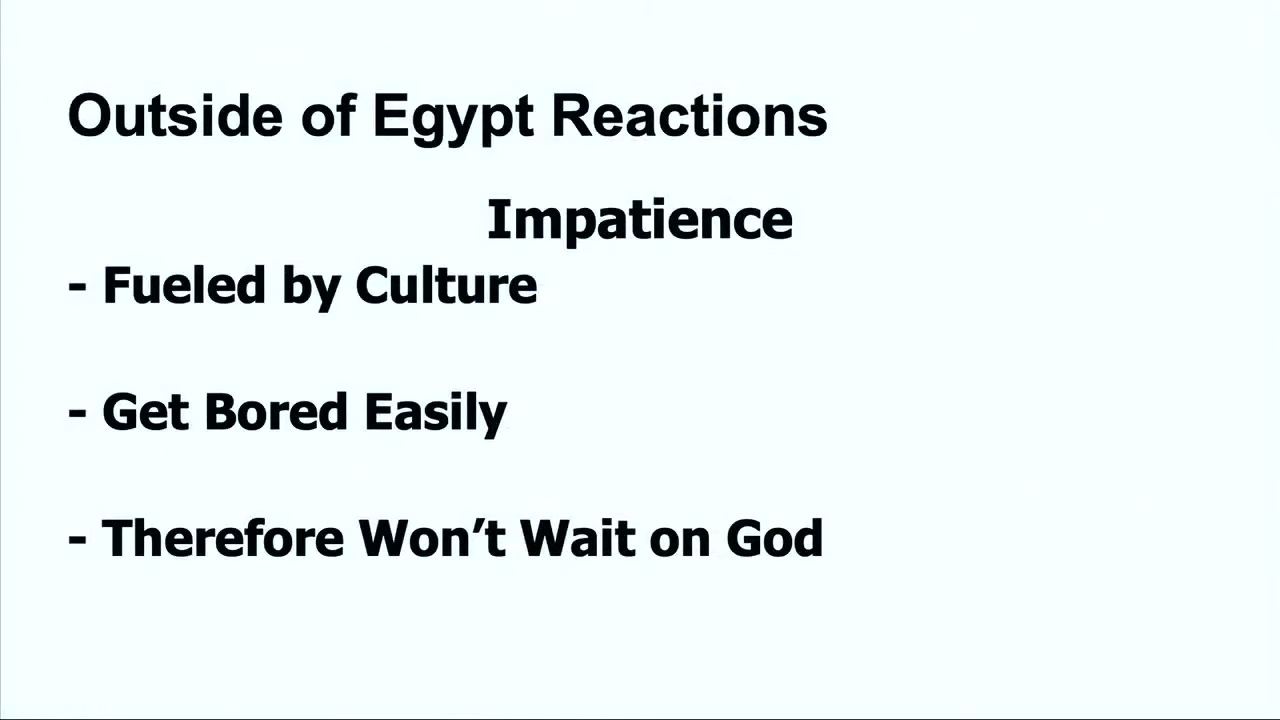 Outside of Egypt Reactions
Impatience
- Fueled by Culture
- Get Bored Easily
- Therefore Won’t Wait on God